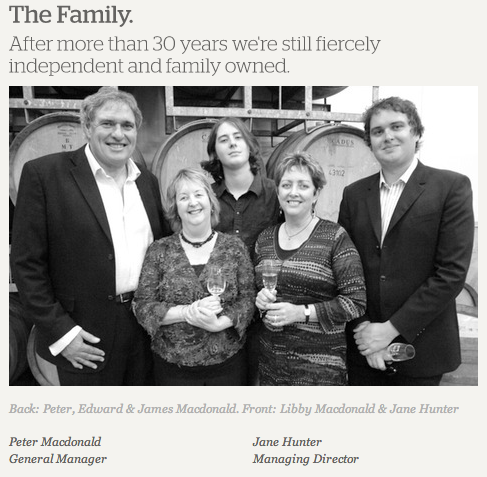 The Family.
After more than 30 years we're still fiercely
independent and family owned.
CADES
Back: Peter, Edward & James Macdonald. Front: Libby Macdonald & Jane Hunter
Peter Macdonald
General Manager
Jane Hunter
Managing Director